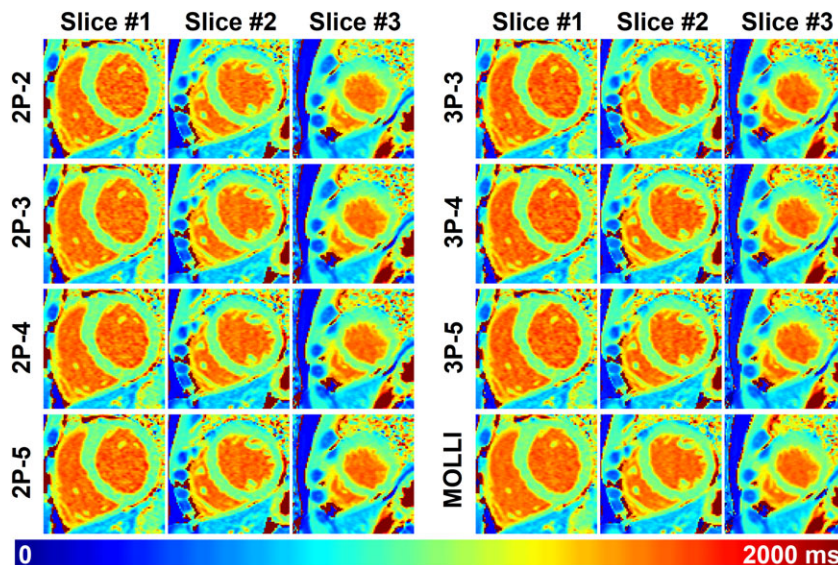 Slice #1 Slice #2 Slice #3 Slice #1 Slice #2 Slice #3
2P-2 3P-3
2P-3 3P-4
2P-4 3P-5
2P-5 MOLLI
0 2000 ms